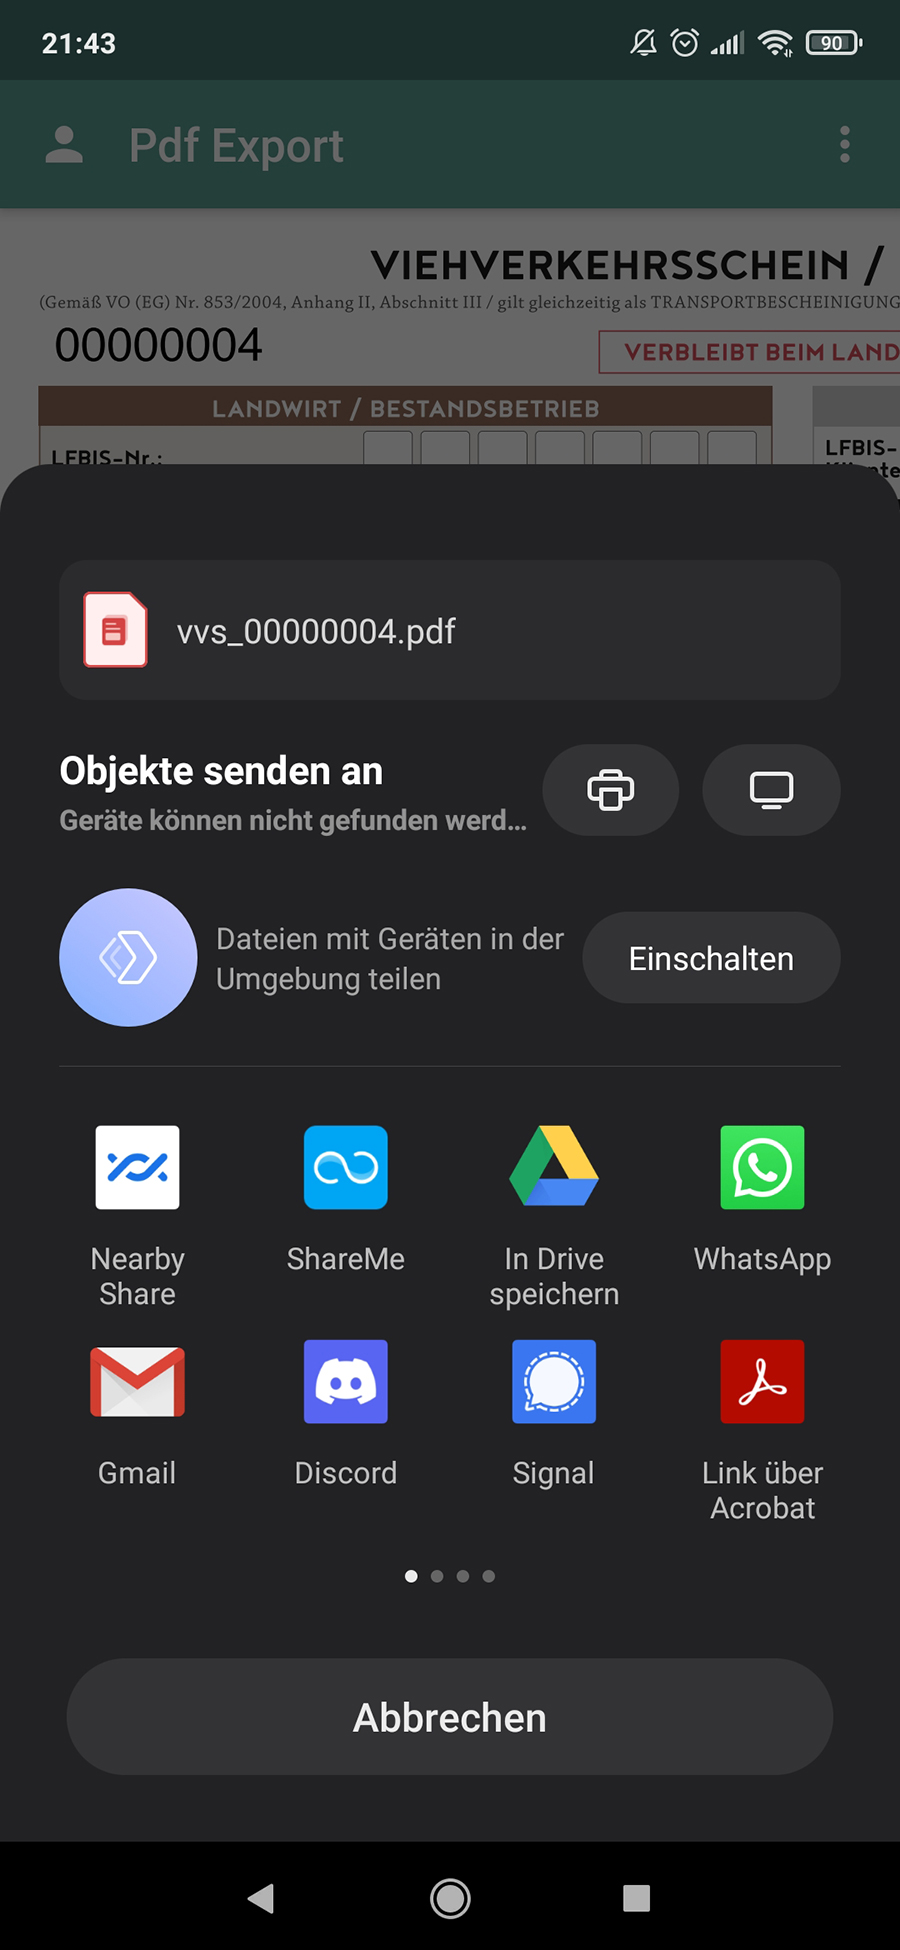 21:43
90
Pdf Export
VIEHVERKEHRSSCHEIN /
(Gemäß VO (EG) Nr. 853/2004, Anhang II, Abschnitt III / gilt gleichzeitig als TRANSPORTBESCHEINIGUNG
00000004
VERBLEIBT BEIM LAND
LANDWIRT / BESTANDSBETRIEB
LFBIS-Nr.:
LFBIS-
vvs_00000004.pdf
Objekte senden an
Geräte können nicht gefunden werd...
Dateien mit Geräten in der
Umgebung teilen
Einschalten
Nearby
Share
ShareMe
In Drive
speichern
WhatsApp
Gmail
Discord
Signal
Link über
Acrobat
Abbrechen